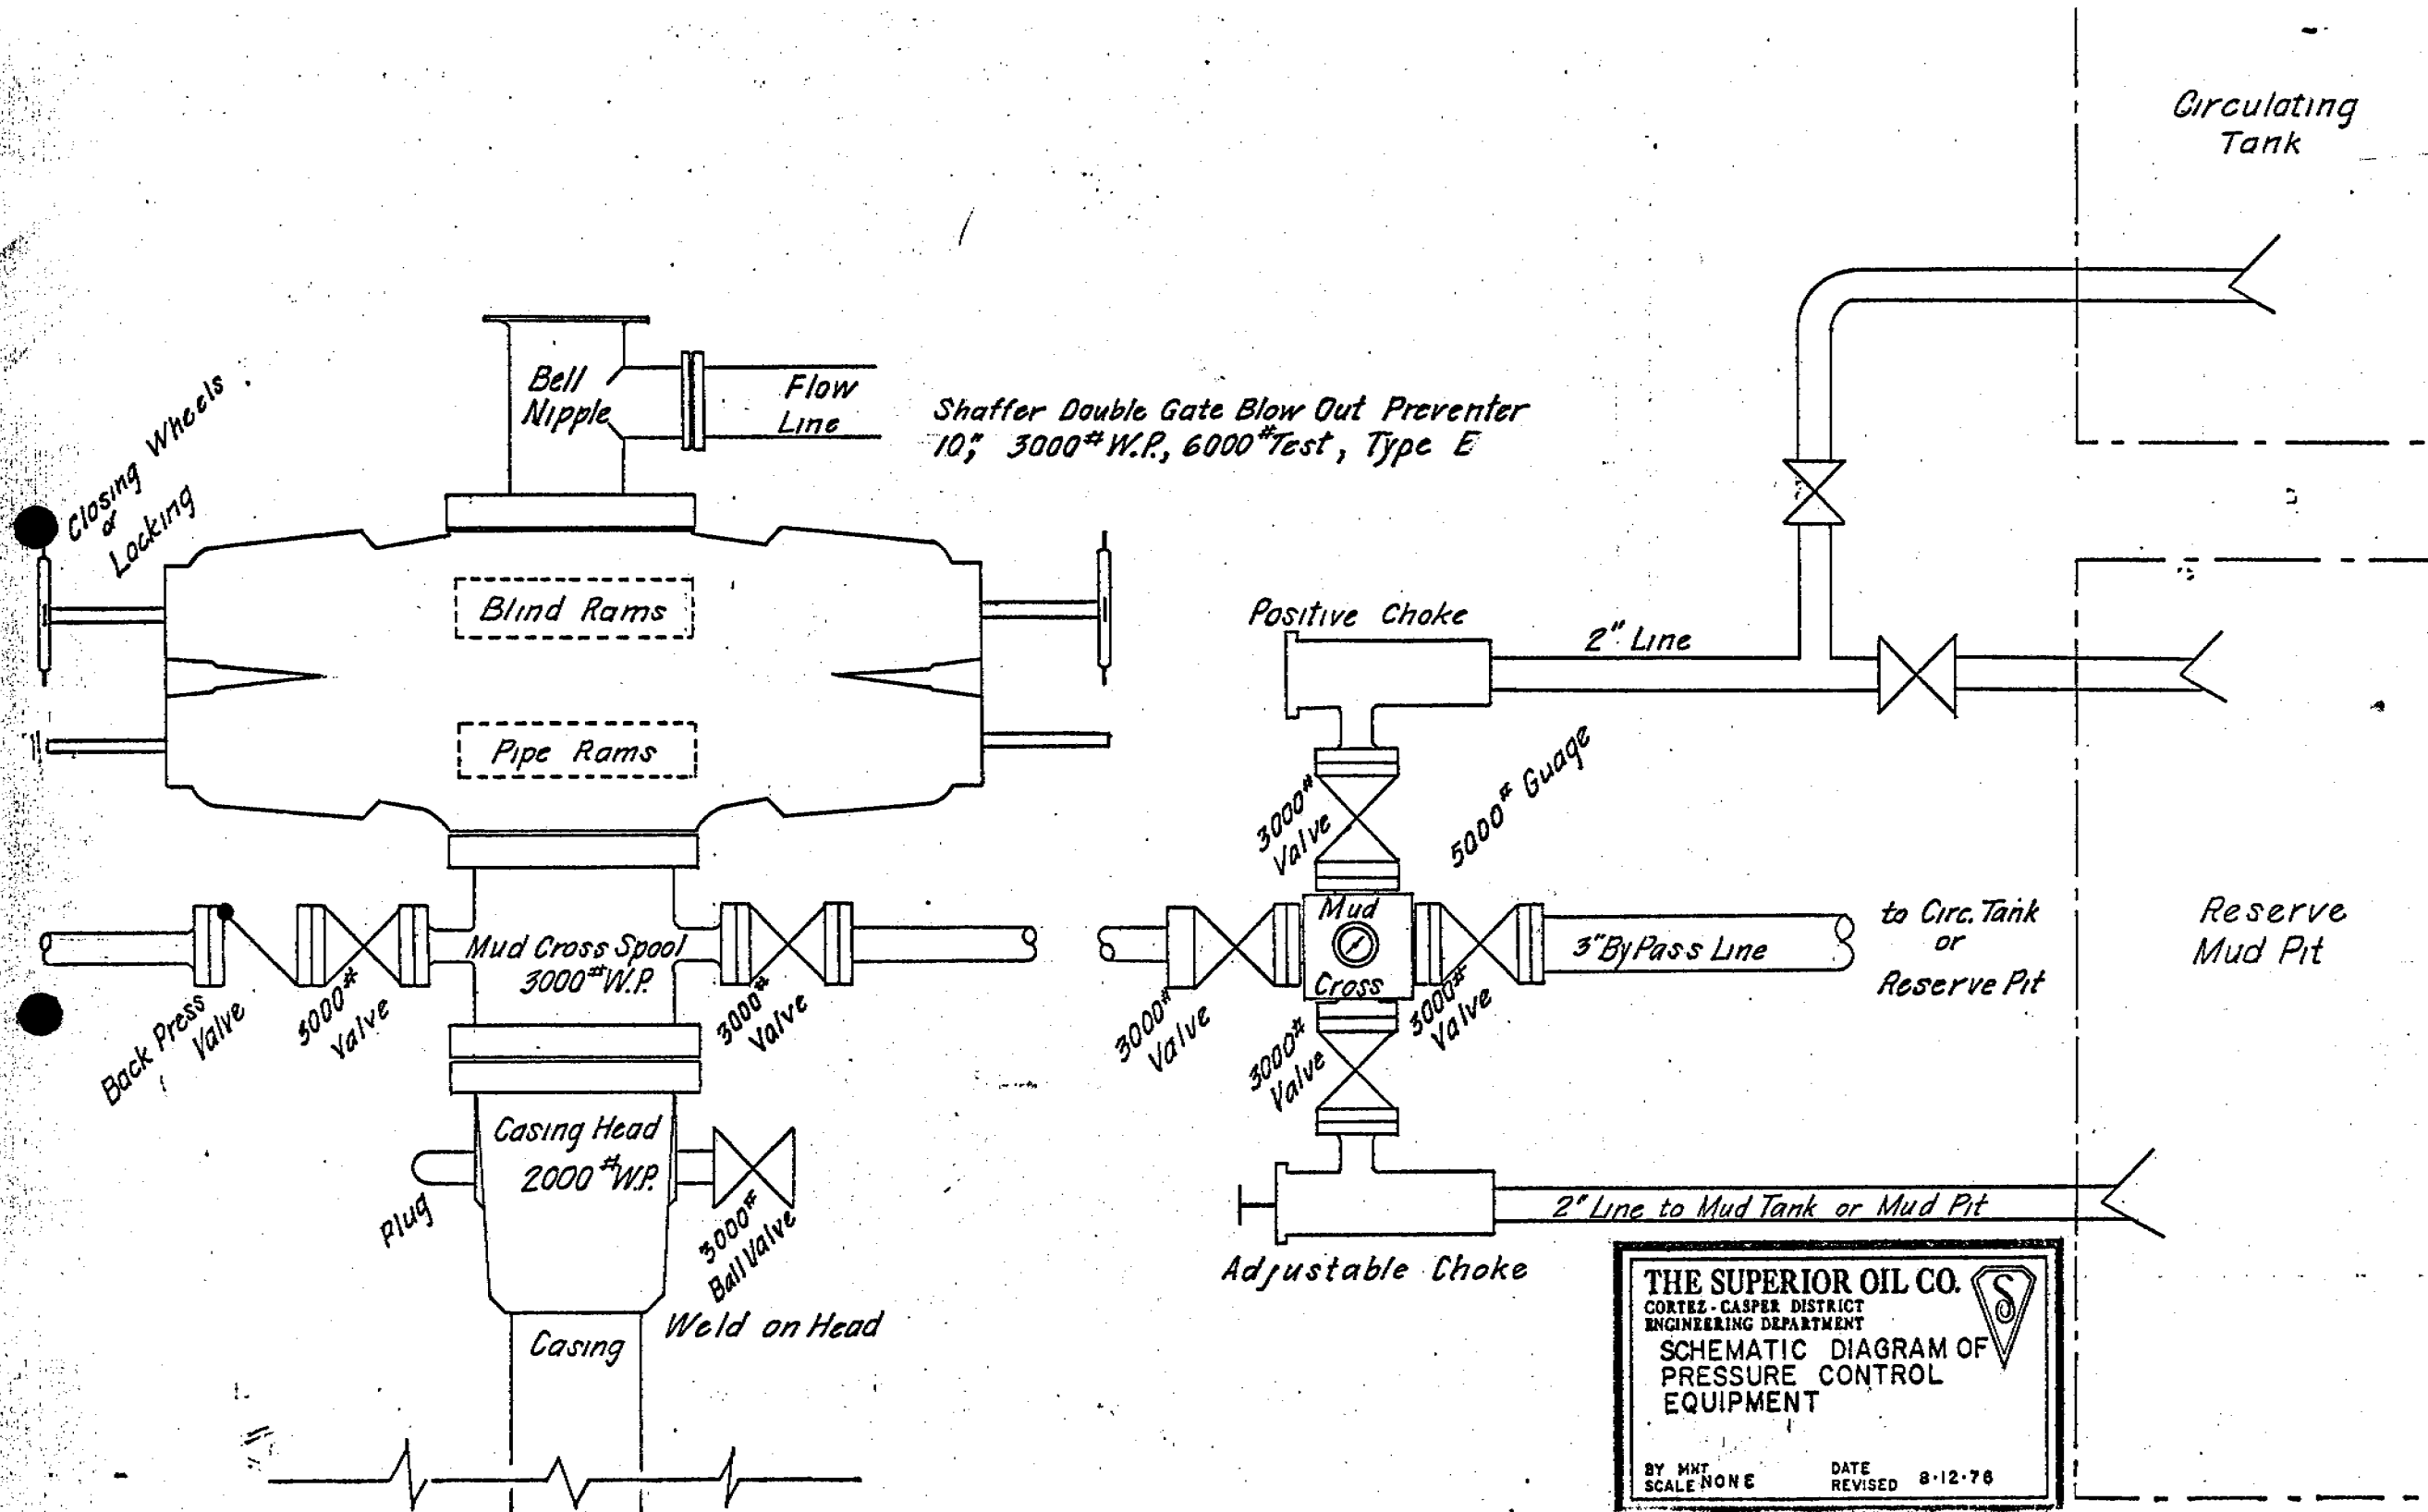 Circulating
Tank
Bell
Nipple
Flow
Line
Shaffer Double Gate Blow Out Preventer
10", 3000# W.P., 6000# Test, Type E
Closing Wheels
or
Locking
Blind Rams
Pipe Rams
Positive Choke
2" Line
3000#
Valve
5000# Guage
Mud
Cross
3" By Pass Line
to Circ. Tank
or
Reserve Pit
Reserve
Mud Pit
Mud Cross Spool
3000# W.P.
Back Press
Valve
3000#
Valve
3000#
Valve
3000#
Valve
3000#
Valve
3000#
Valve
Casing Head
2000# W.P.
Plug
3000#
Ball Valve
Weld on Head
Casing
2" Line to Mud Tank or Mud Pit
Adjustable Choke
THE SUPERIOR OIL CO.
S
CORTEZ - CASPER DISTRICT
ENGINEERING DEPARTMENT
SCHEMATIC DIAGRAM OF
PRESSURE CONTROL
EQUIPMENT
BY
SCALE NONE
DATE
REVISED 8-12-76